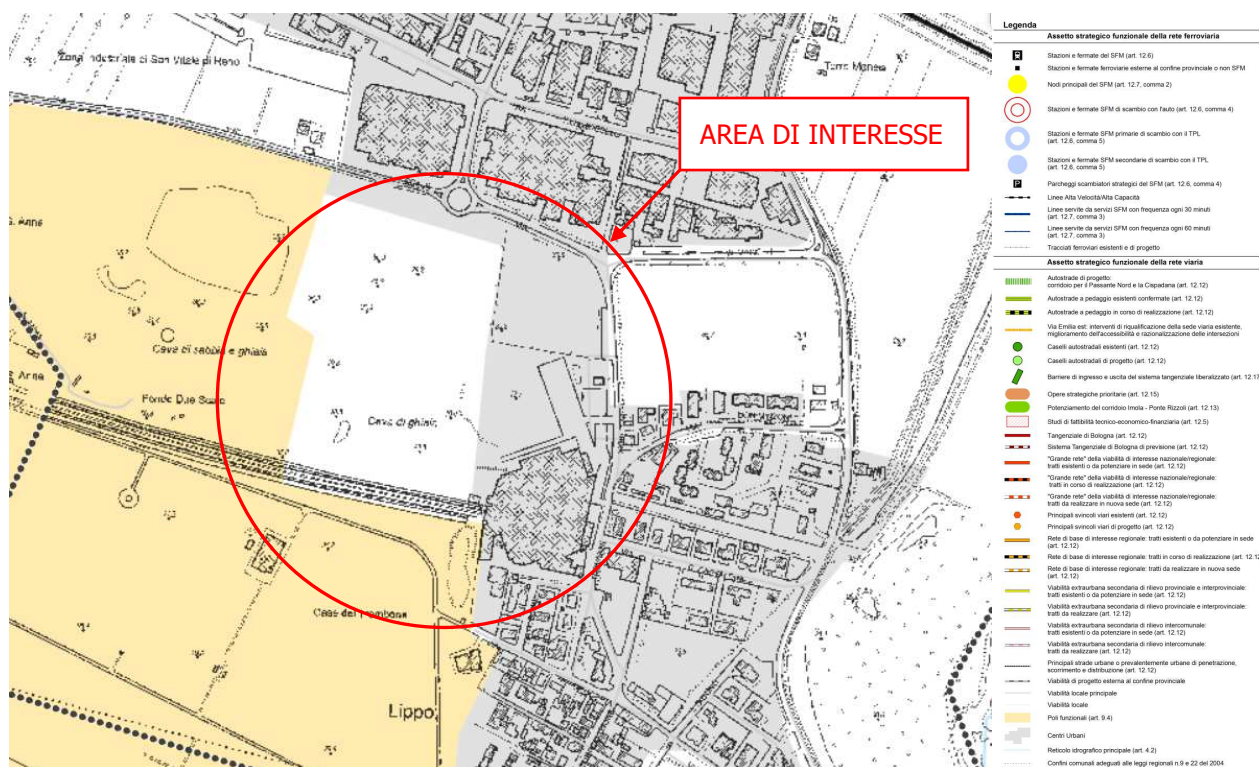 Zona industriale di San Vitale di Reno
Torre Manera
AREA DI INTERESSE
Cava di sabbia e ghiaia
Fondo Due Scale
Cava di ghiaia
Lippo
Legenda
Assetto strategico funzionale della rete ferroviaria
Stazioni e fermate del SFM (art. 12.6)
Stazioni e fermate ferroviarie esterne al confine provinciale o non SFM
Nodi principali del SFM (art. 12.7, comma 2)
Stazioni e fermate SFM di scambio con l'auto (art. 12.6, comma 4)
Stazioni e fermate SFM primarie di scambio con il TPL
(art. 12.6, comma 5)
Stazioni e fermate SFM secondarie di scambio con il TPL
(art. 12.6, comma 5)
P Parcheggi scambiatori strategici del SFM (art. 12.6, comma 4)
Linee Alta Velocità/Alta Capacità
Linee servite da servizi SFM con frequenza ogni 30 minuti
(art. 12.7, comma 3)
Linee servite da servizi SFM con frequenza ogni 60 minuti
(art. 12.7, comma 3)
Tracciati ferroviari esistenti e di progetto
Assetto strategico funzionale della rete viaria
Autostrade di progetto:
corridoio per il Passante Nord e la Cispadana (art. 12.12)
Autostrade a pedaggio esistenti confermate (art. 12.12)
Autostrade a pedaggio in corso di realizzazione (art. 12.12)
Via Emilia est: interventi di riqualificazione della sede viaria esistente,
miglioramento dell'accessibilità e razionalizzazione delle intersezioni
Caselli autostradali esistenti (art. 12.12)
Caselli autostradali di progetto (art. 12.12)
Barriere di ingresso e uscita del sistema tangenziale liberalizzato (art. 12.1
Opere strategiche prioritarie (art. 12.15)
Potenziamento del corridoio Imola - Ponte Rizzoli (art. 12.13)
Studi di fattibilità tecnico-economico-finanziaria (art. 12.5)
Tangenziale di Bologna (art. 12.12)
Sistema Tangenziale di Bologna di previsione (art. 12.12)
"Grande rete" della viabilità di interesse nazionale/regionale:
tratti esistenti o da potenziare in sede (art. 12.12)
"Grande rete" della viabilità di interesse nazionale/regionale:
tratti in corso di realizzazione (art. 12.12)
"Grande rete" della viabilità di interesse nazionale/regionale:
tratti da realizzare in nuova sede (art. 12.12)
Principali svincoli viari esistenti (art. 12.12)
Principali svincoli viari di progetto (art. 12.12)
Rete di base di interesse regionale: tratti esistenti o da potenziare in sede
(art. 12.12)
Rete di base di interesse regionale: tratti in corso di realizzazione (art. 12.12
Rete di base di interesse regionale: tratti da realizzare in nuova sede
(art. 12.12)
Viabilità extraurbana secondaria di rilievo provinciale e interprovinciale:
tratti esistenti o da potenziare in sede (art. 12.12)
Viabilità extraurbana secondaria di rilievo provinciale e interprovinciale:
tratti da realizzare (art. 12.12)
Viabilità extraurbana secondaria di rilievo intercomunale:
tratti esistenti o da potenziare in sede (art. 12.12)
Viabilità extraurbana secondaria di rilievo intercomunale:
tratti da realizzare (art. 12.12)
Principali strade urbane o prevalentemente urbane di penetrazione,
scorrimento e distribuzione (art. 12.12)
Viabilità di progetto esterna al confine provinciale
Viabilità locale principale
Viabilità locale
Poli funzionali (art. 9.4)
Centri Urbani
Reticolo idrografico principale (art. 4.2)
Confini comunali adeguati alle leggi regionali n.9 e 22 del 2004